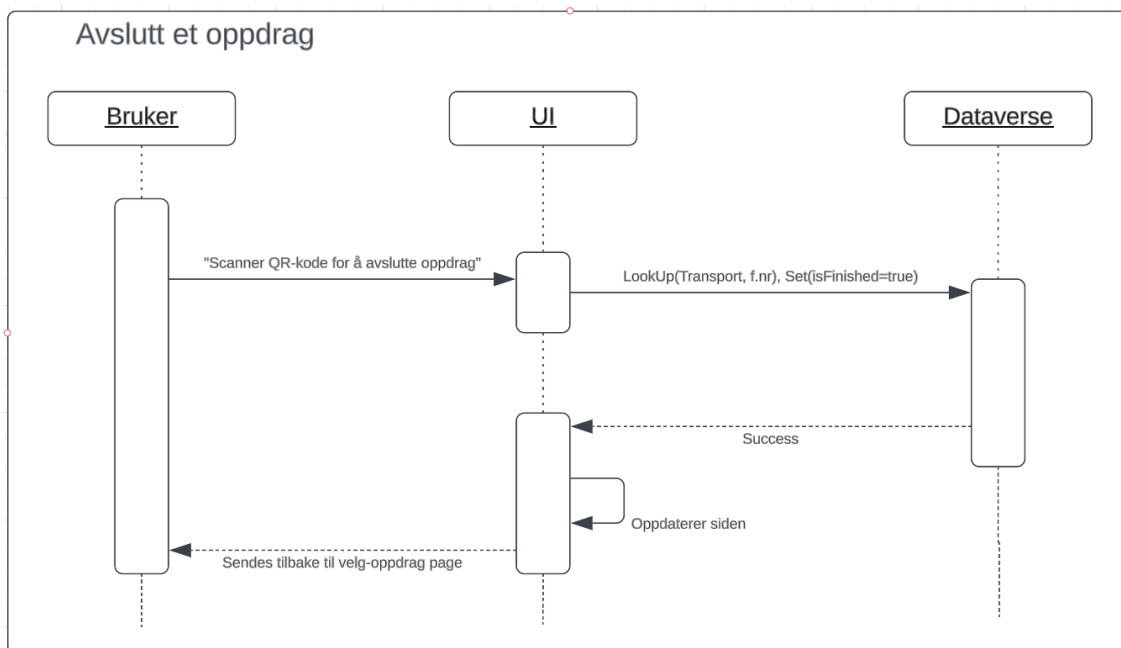 Avslutt et oppdrag
Bruker
UI
Dataverse
"Scanner QR-kode for å avslutte oppdrag"
LookUp(Transport, f.nr), Set(isFinished=true)
Success
Oppdaterer siden
Sendes tilbake til velg-oppdrag page